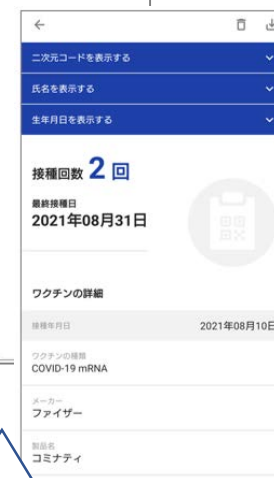 二次元コードを表示する
氏名を表示する
生年月日を表示する
接種回数 2 回
最終接種日
2021年08月31日
ワクチンの詳細
接種年月日 2021年08月10日
ワクチンの種類
COVID-19 mRNA
メーカー
ファイザー
製品名
コミナティ